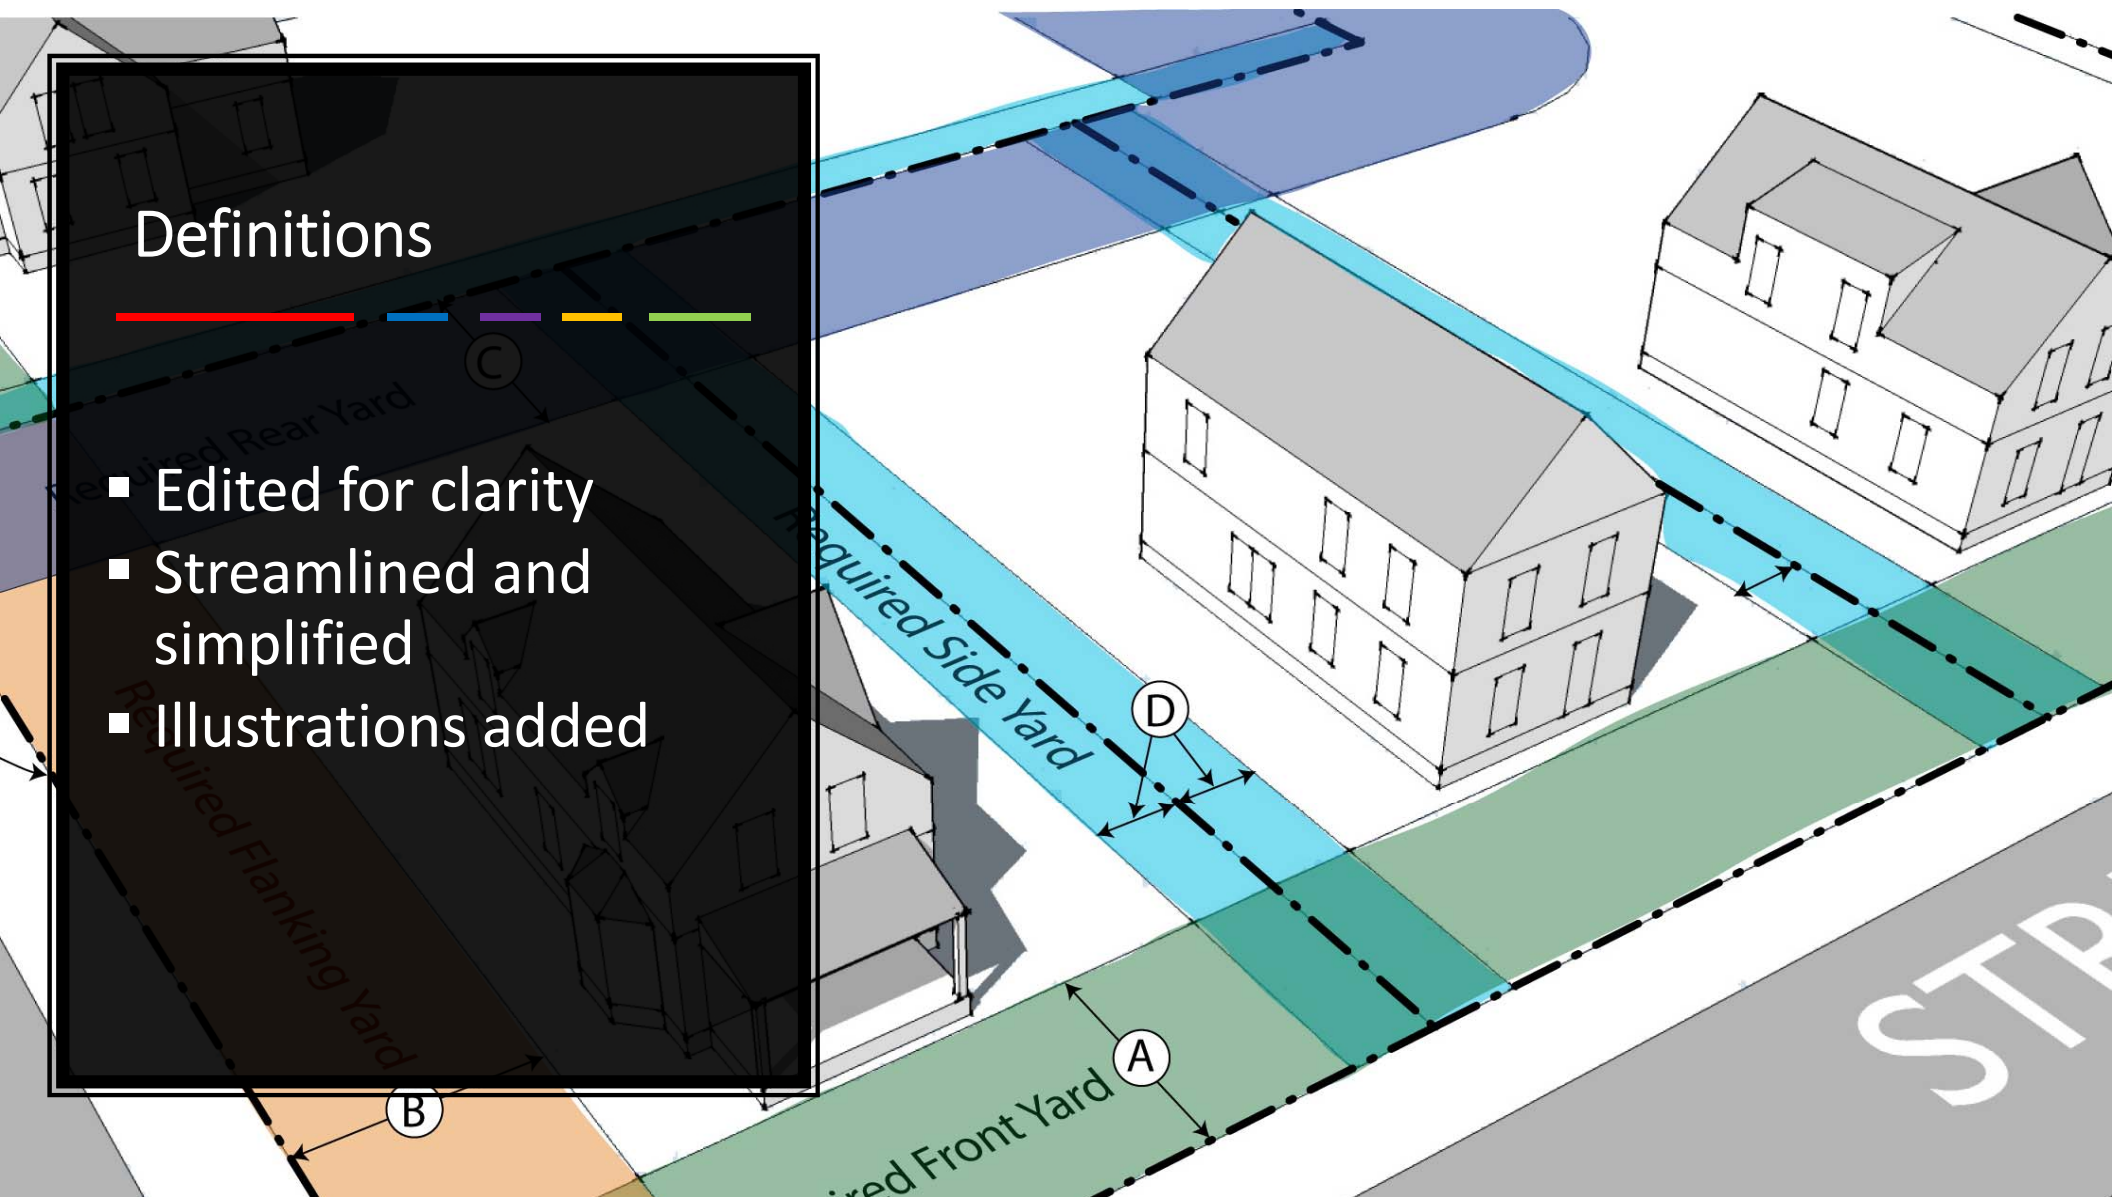 Definitions
C
Required Rear Yard
▪ Edited for clarity
▪ Streamlined and
simplified
▪ Illustrations added
Required Side Yard
D
Required Flanking Yard
A
B
ired Front Yard
STR